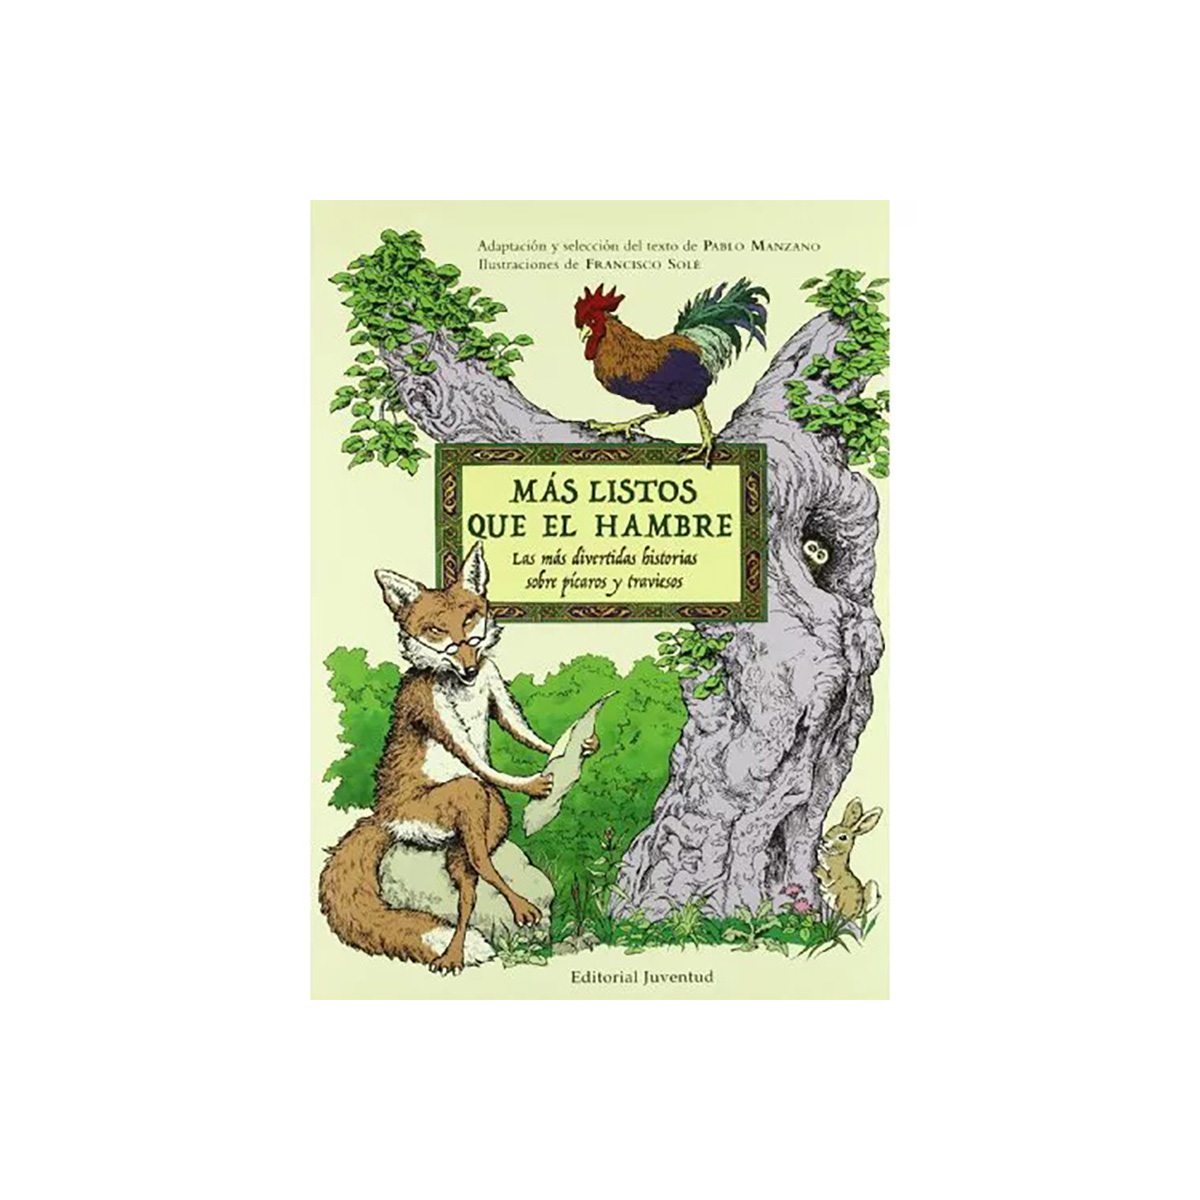 Adaptación y selección del texto de PABLO MANZANO
Ilustraciones de FRANCISCO SOLÉ
MÁS LISTOS
QUE EL HAMBRE
Las más divertidas historias
sobre pícaros y traviesos
Editorial Juventud